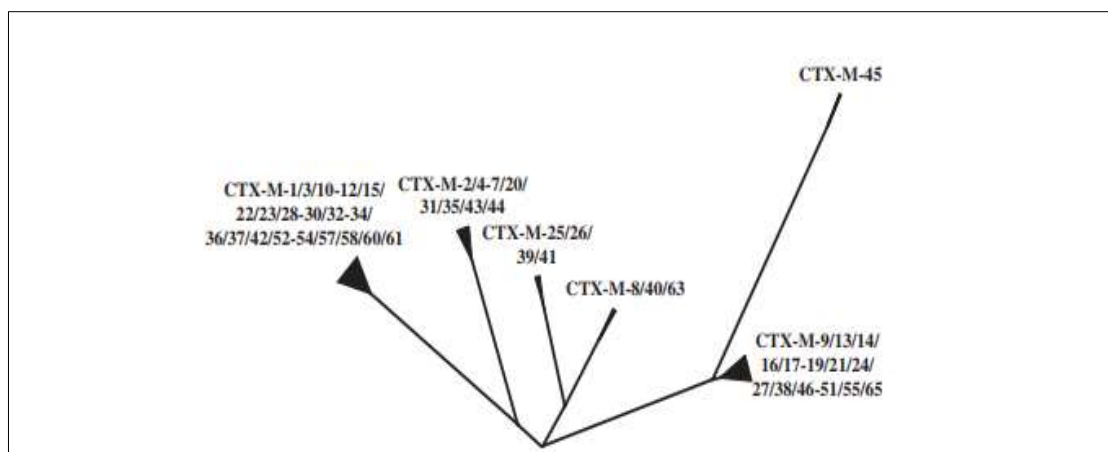 CTX-M-45
CTX-M-1/3/10-12/15/
22/23/28-30/32-34/
36/37/42/52-54/57/58/60/61
CTX-M-2/4-7/20/
31/35/43/44
CTX-M-25/26/
39/41
CTX-M-8/40/63
CTX-M-9/13/14/
16/17-19/21/24/
27/38/46-51/55/65